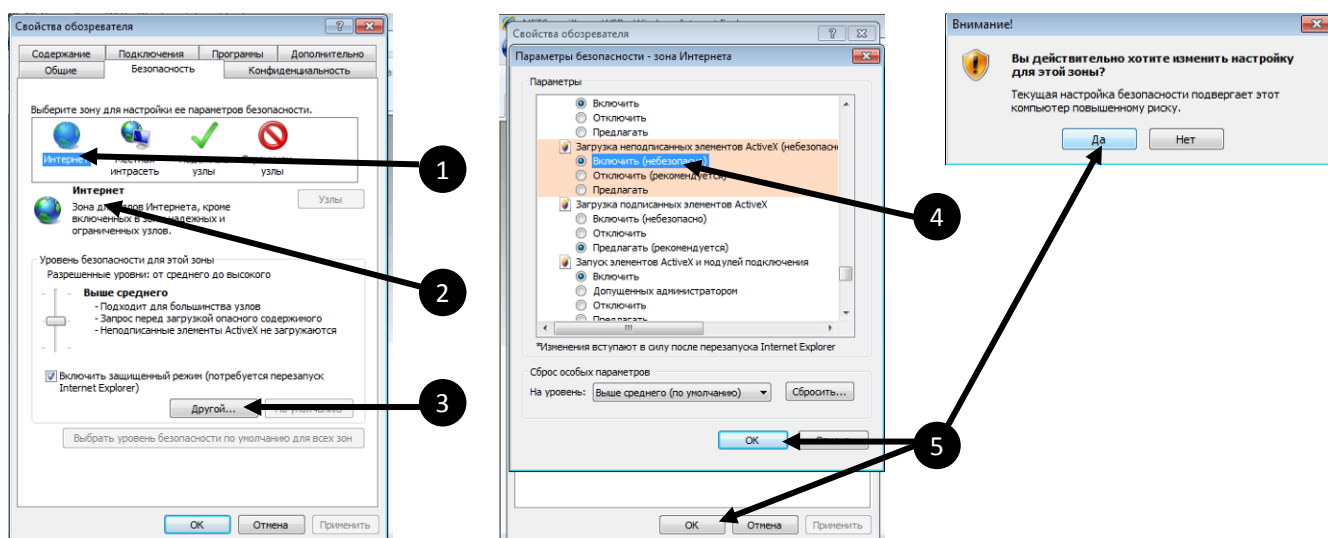 Свойства обозревателя
Содержание Подключения Программы Дополнительно
Общие Безопасность Конфиденциальность
Выберите зону для настройки ее параметров безопасности.
Интернет
интрасеть узлы узлы
Интернет
Зона для узлов Интернета, кроме
включенных в зоны надежных и
ограниченных узлов.
Узлы
Уровень безопасности для этой зоны
Разрешенные уровни: от среднего до высокого
Выше среднего
- Подходит для большинства узлов
- Запрос перед загрузкой опасного содержимого
- Неподписанные элементы ActiveX не загружаются
Включить защищенный режим (потребуется перезапуск
Internet Explorer)
Другой... По умолчанию
Выбрать уровень безопасности по умолчанию для всех зон
ОК Отмена Применить
1
2
3
Свойства обозревателя
Параметры безопасности - зона Интернета
Параметры
Включить
Отключить
Предлагать
Загрузка неподписанных элементов ActiveX (небезопасн
Включить (небезопасно)
Отключить (рекомендуется)
Предлагать
Загрузка подписанных элементов ActiveX
Включить (небезопасно)
Отключить
Предлагать (рекомендуется)
Запуск элементов ActiveX и модулей подключения
Включить
Допущенных администратором
Отключить
Предлагать
*Изменения вступают в силу после перезапуска Internet Explorer
Сброс особых параметров
На уровень: Выше среднего (по умолчанию) Сбросить...
ОК Отмена
ОК Отмена Применить
4
5
Внимание!
Вы действительно хотите изменить настройку
для этой зоны?
Текущая настройка безопасности подвергает этот
компьютер повышенному риску.
Да Нет